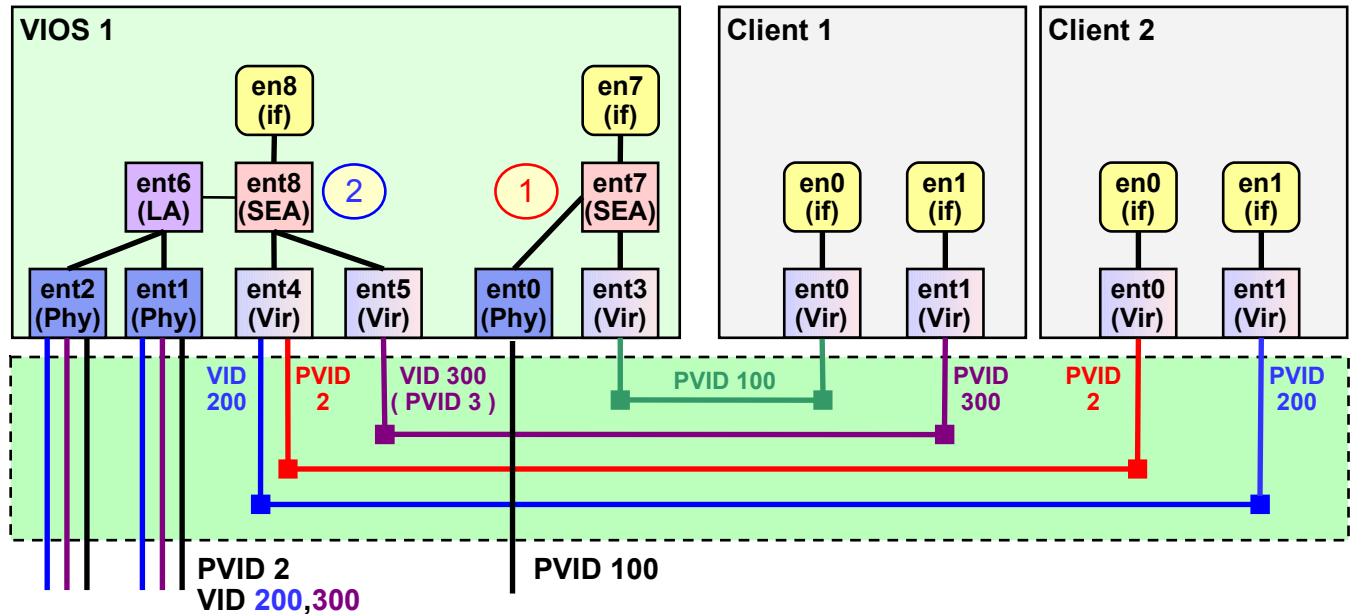 VIOS 1
Client 1
Client 2
en8
(if)
en7
(if)
ent6
(LA)
ent8
(SEA)
2
1
ent7
(SEA)
en0
(if)
en1
(if)
en0
(if)
en1
(if)
ent2
(Phy)
ent1
(Phy)
ent4
(Vir)
ent5
(Vir)
ent0
(Phy)
ent3
(Vir)
ent0
(Vir)
ent1
(Vir)
ent0
(Vir)
ent1
(Vir)
VID
200
PVID
2
VID 300
( PVID 3 )
PVID 100
PVID
300
PVID
2
PVID
200
PVID 2
VID 200,300
PVID 100